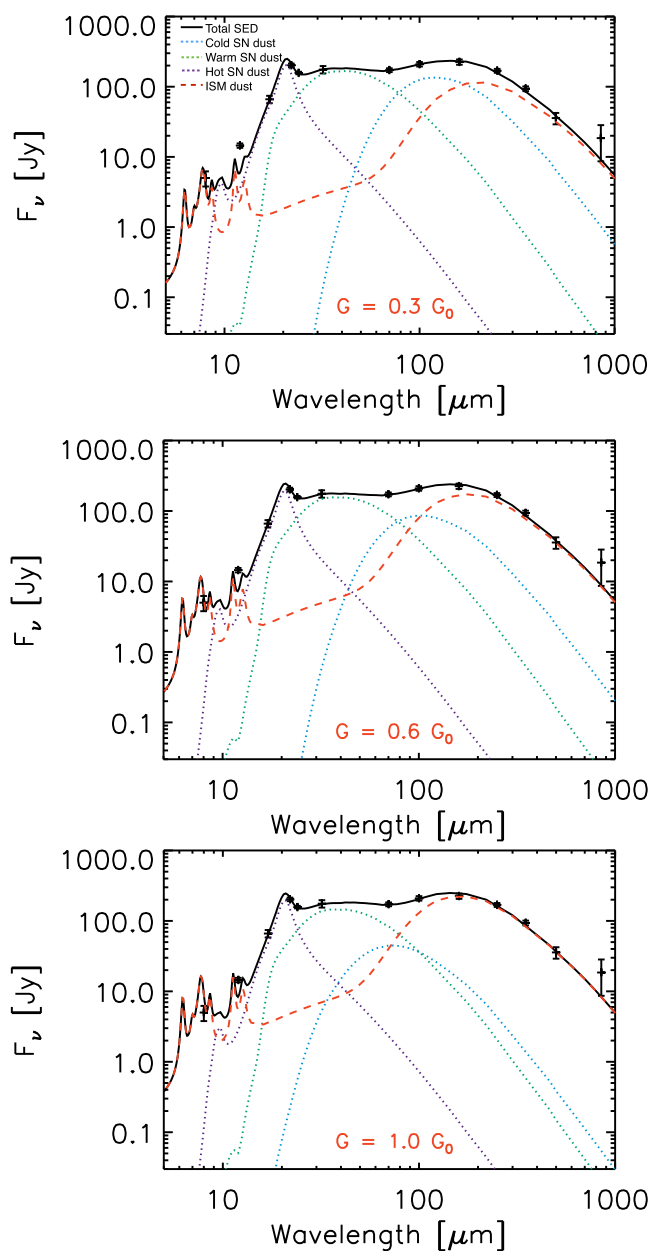 1000.0
100.0
10.0
1.0
0.1
Fν [Jy]
Total SED
Cold SN dust
Warm SN dust
Hot SN dust
ISM dust
G = 0.3 G0
10
100
1000
Wavelength [μm]
1000.0
100.0
10.0
1.0
0.1
Fν [Jy]
G = 0.6 G0
10
100
1000
Wavelength [μm]
1000.0
100.0
10.0
1.0
0.1
Fν [Jy]
G = 1.0 G0
10
100
1000
Wavelength [μm]